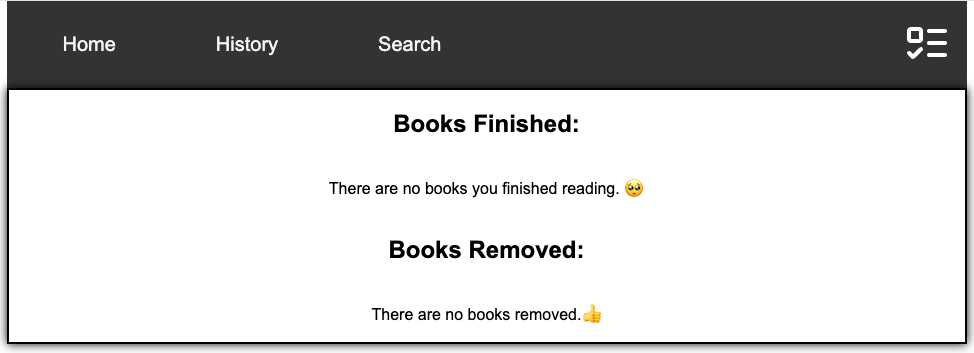 Home History Search
Books Finished:
There are no books you finished reading. 🥺
Books Removed:
There are no books removed.👍